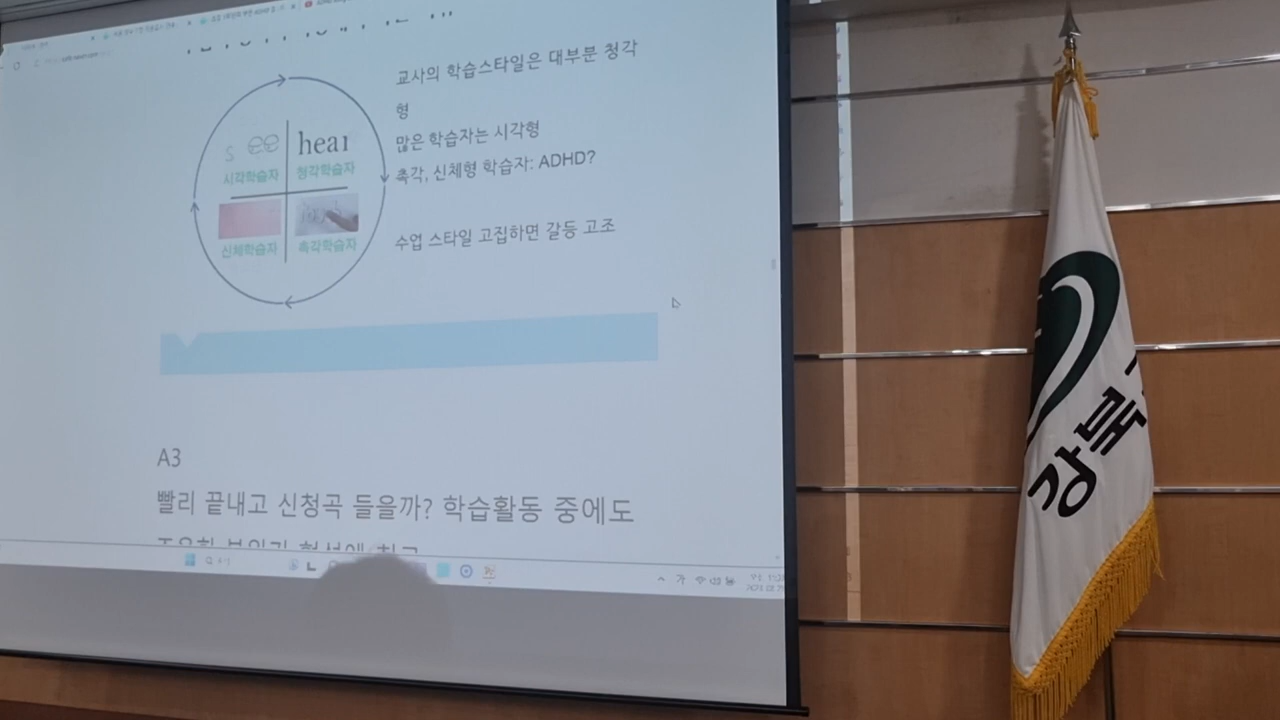 see
hear
시각학습자
청각학습자
신체학습자
촉각학습자
교사의 학습스타일은 대부분 청각
형
많은 학습자는 시각형
촉각, 신체형 학습자: ADHD?
수업 스타일 고집하면 갈등 고조
A3
빨리 끝내고 신청곡 들을까? 학습활동 중에도
강북